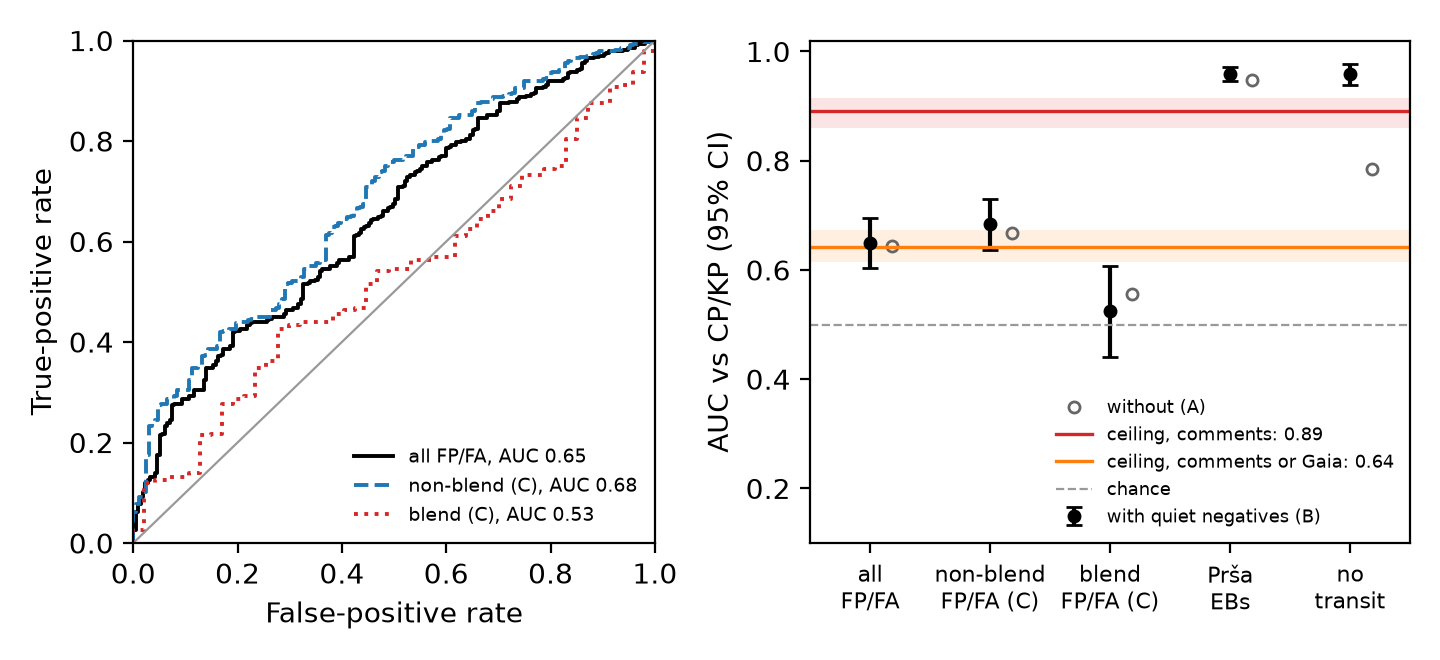 1.0
0.8
0.6
0.4
0.2
0.0
0.0 0.2 0.4 0.6 0.8 1.0
True-positive rate
False-positive rate
all FP/FA, AUC 0.65
non-blend (C), AUC 0.68
blend (C), AUC 0.53
1.0
0.8
0.6
0.4
0.2
AUC vs CP/KP (95% CI)
without (A)
ceiling, comments: 0.89
ceiling, comments or Gaia: 0.64
chance
with quiet negatives (B)
all
FP/FA
non-blend
FP/FA (C)
blend
FP/FA (C)
Prša
EBs
no
transit